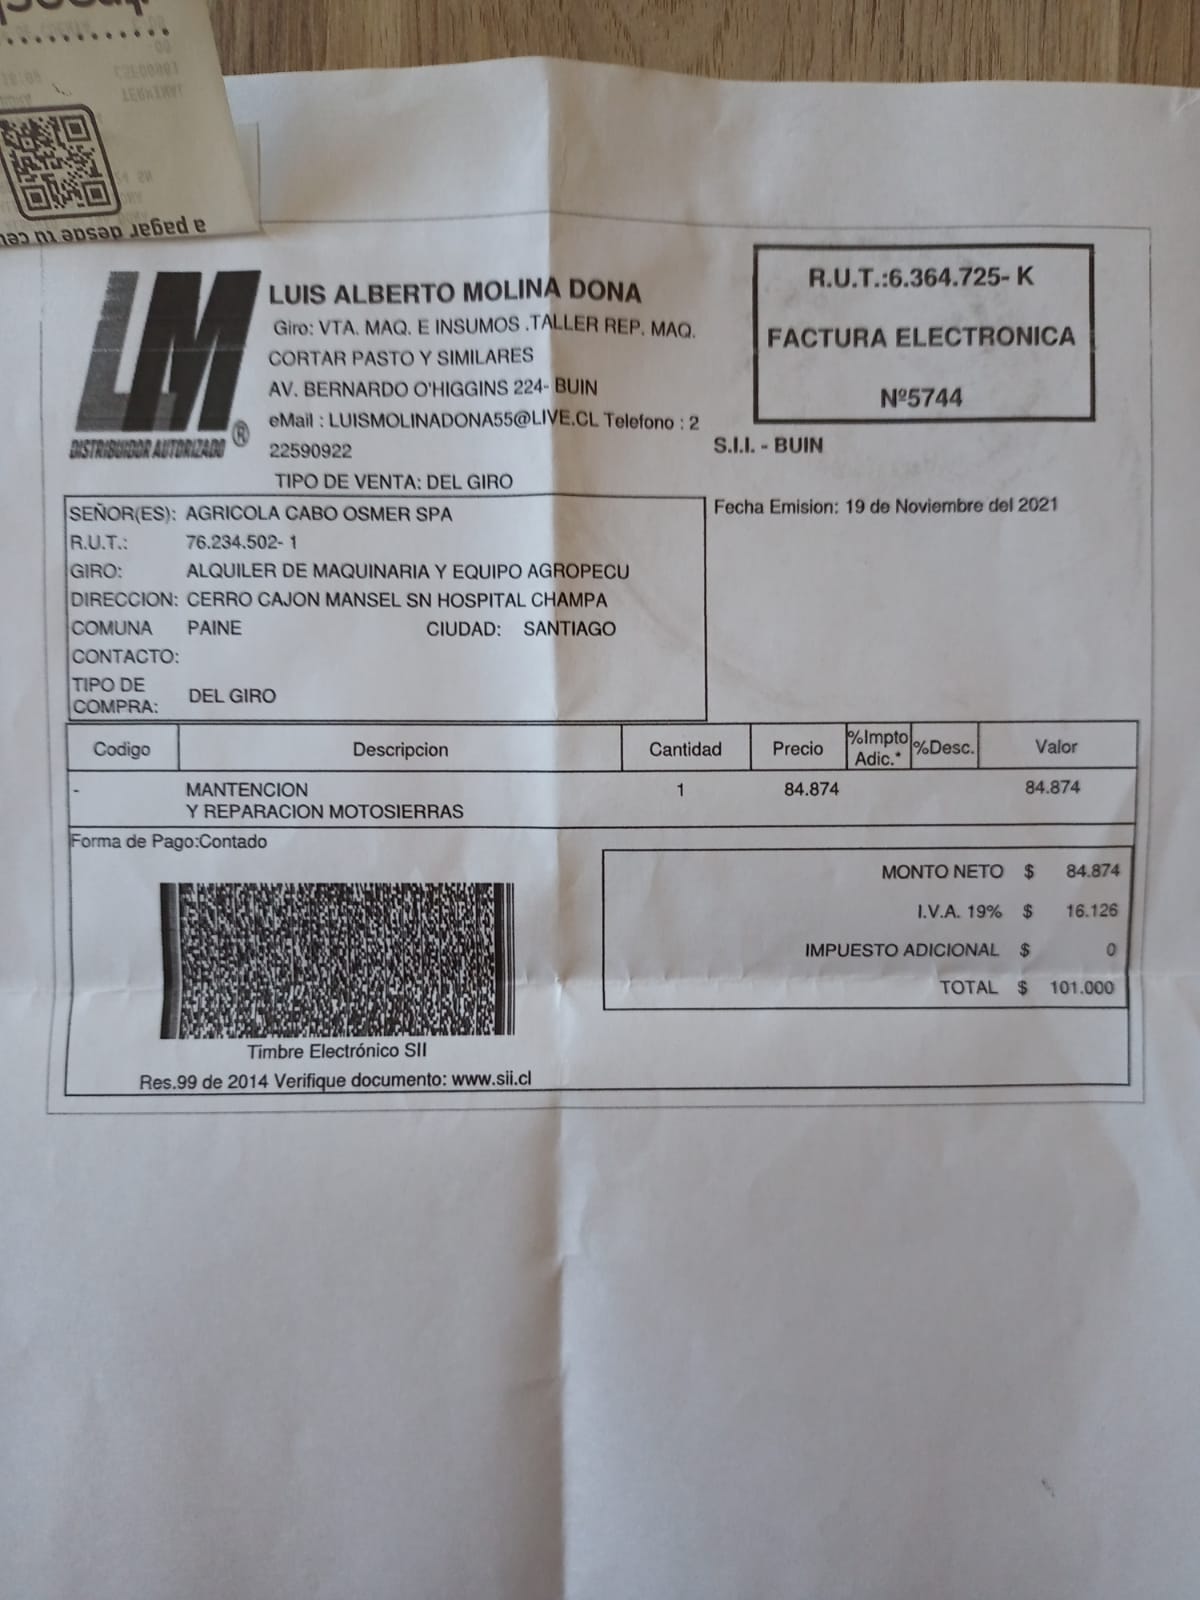 a pagar desde tu
LM
DISTRIBUIDOR AUTORIZADO ®
LUIS ALBERTO MOLINA DONA
Giro: VTA. MAQ. E INSUMOS .TALLER REP. MAQ.
CORTAR PASTO Y SIMILARES
AV. BERNARDO O'HIGGINS 224- BUIN
eMail : LUISMOLINADONA55@LIVE.CL Telefono : 2
22590922
TIPO DE VENTA: DEL GIRO
R.U.T.:6.364.725- K
FACTURA ELECTRONICA
Nº5744
S.I.I. - BUIN
Fecha Emision: 19 de Noviembre del 2021
SEÑOR(ES): AGRICOLA CABO OSMER SPA
R.U.T.: 76.234.502- 1
GIRO: ALQUILER DE MAQUINARIA Y EQUIPO AGROPECU
DIRECCION: CERRO CAJON MANSEL SN HOSPITAL CHAMPA
COMUNA PAINE CIUDAD: SANTIAGO
CONTACTO:
TIPO DE
COMPRA: DEL GIRO
Codigo Descripcion Cantidad Precio %Impto Adic.* %Desc. Valor
- MANTENCION 1 84.874 84.874
Y REPARACION MOTOSIERRAS
Forma de Pago:Contado
MONTO NETO $ 84.874
I.V.A. 19% $ 16.126
IMPUESTO ADICIONAL $ 0
TOTAL $ 101.000
Timbre Electrónico SII
Res.99 de 2014 Verifique documento: www.sii.cl